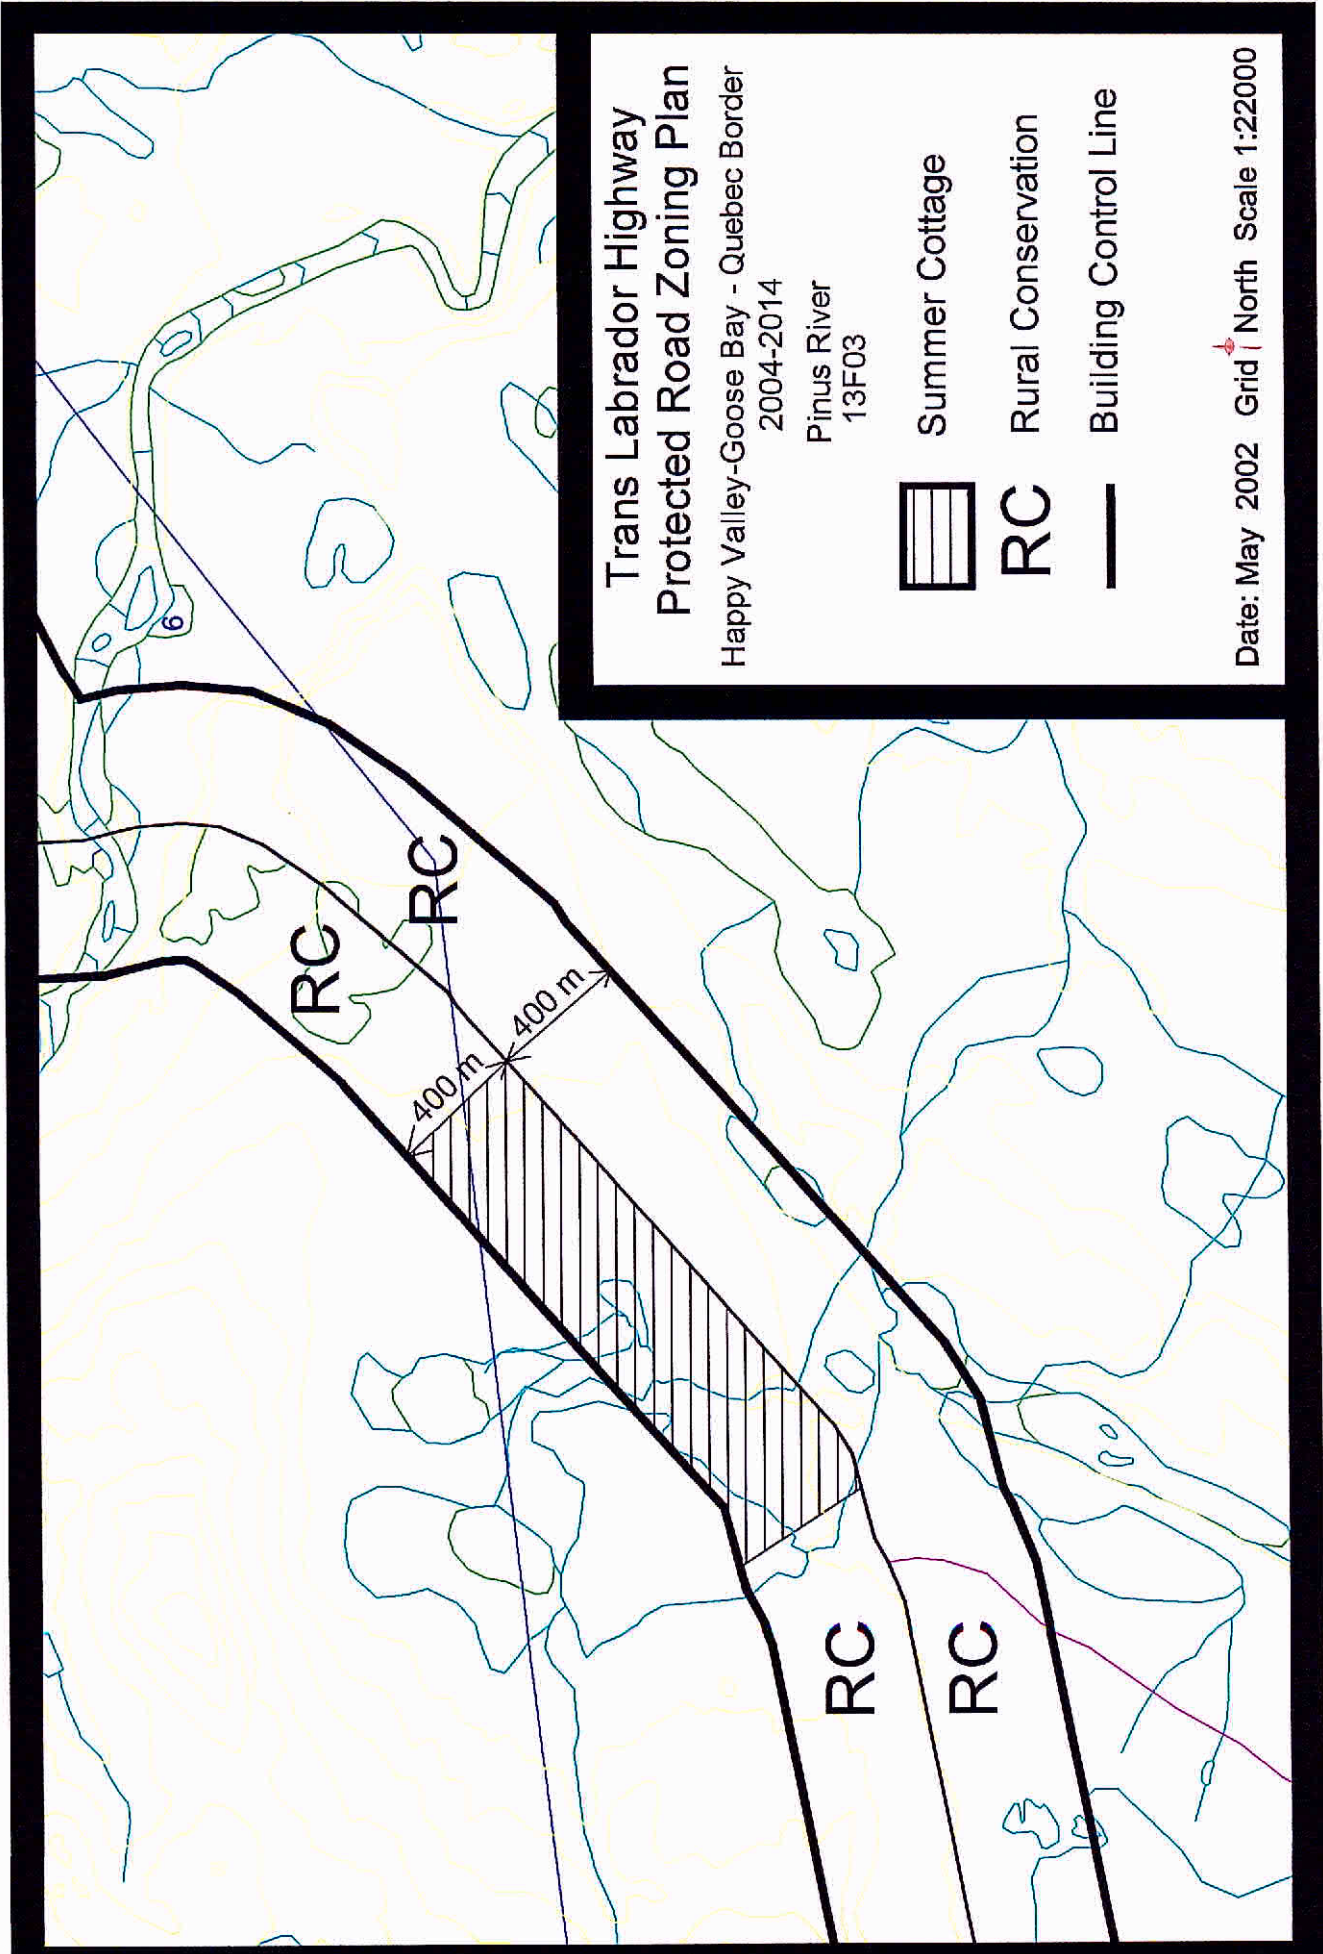 Trans Labrador Highway
Protected Road Zoning Plan
Happy Valley-Goose Bay - Quebec Border
2004-2014
Pinus River
13F03
Summer Cottage
RC Rural Conservation
Building Control Line
Date: May 2002 Grid North Scale 1:22000
6
RC
RC
400 m
400 m
RC
RC